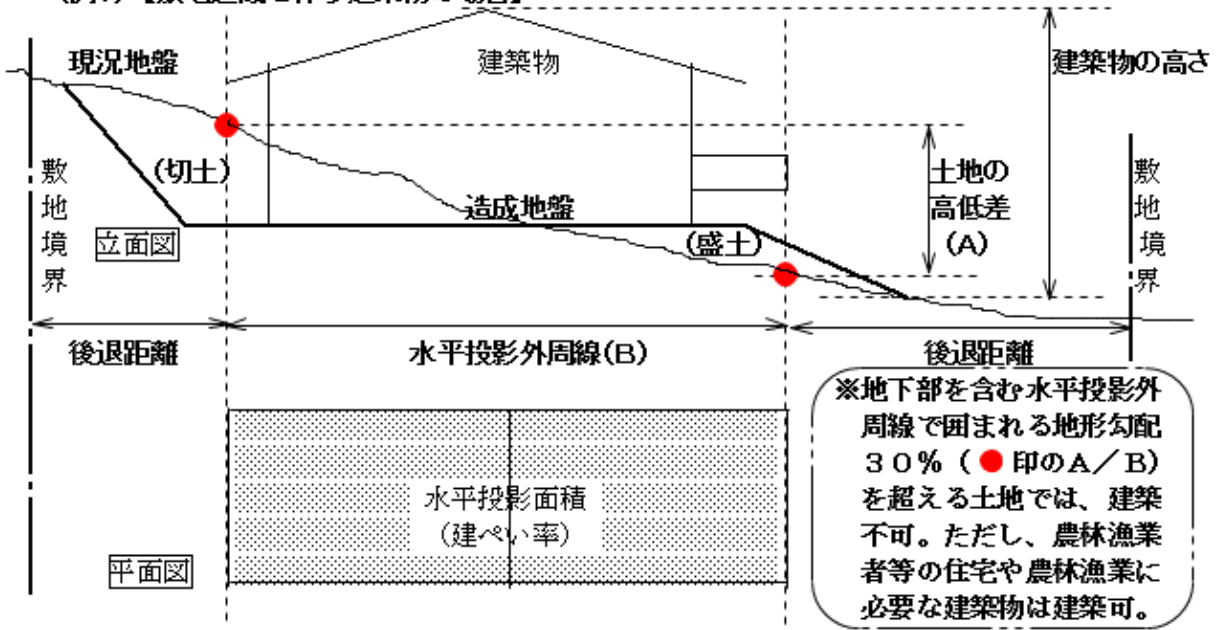 現況地盤
建築物
建築物の高さ
(切土)
敷地境界
土地の
高低差
(A)
敷地境界
造成地盤
(盛土)
立面図
後退距離
水平投影外周線(B)
後退距離
※地下部を含む水平投影外
周線で囲まれる地形勾配
30%(●印のA/B)
を超える土地では、建築
不可。ただし、農林漁業
者等の住宅や農林漁業に
必要な建築物は建築可。
水平投影面積
(建ぺい率)
平面図